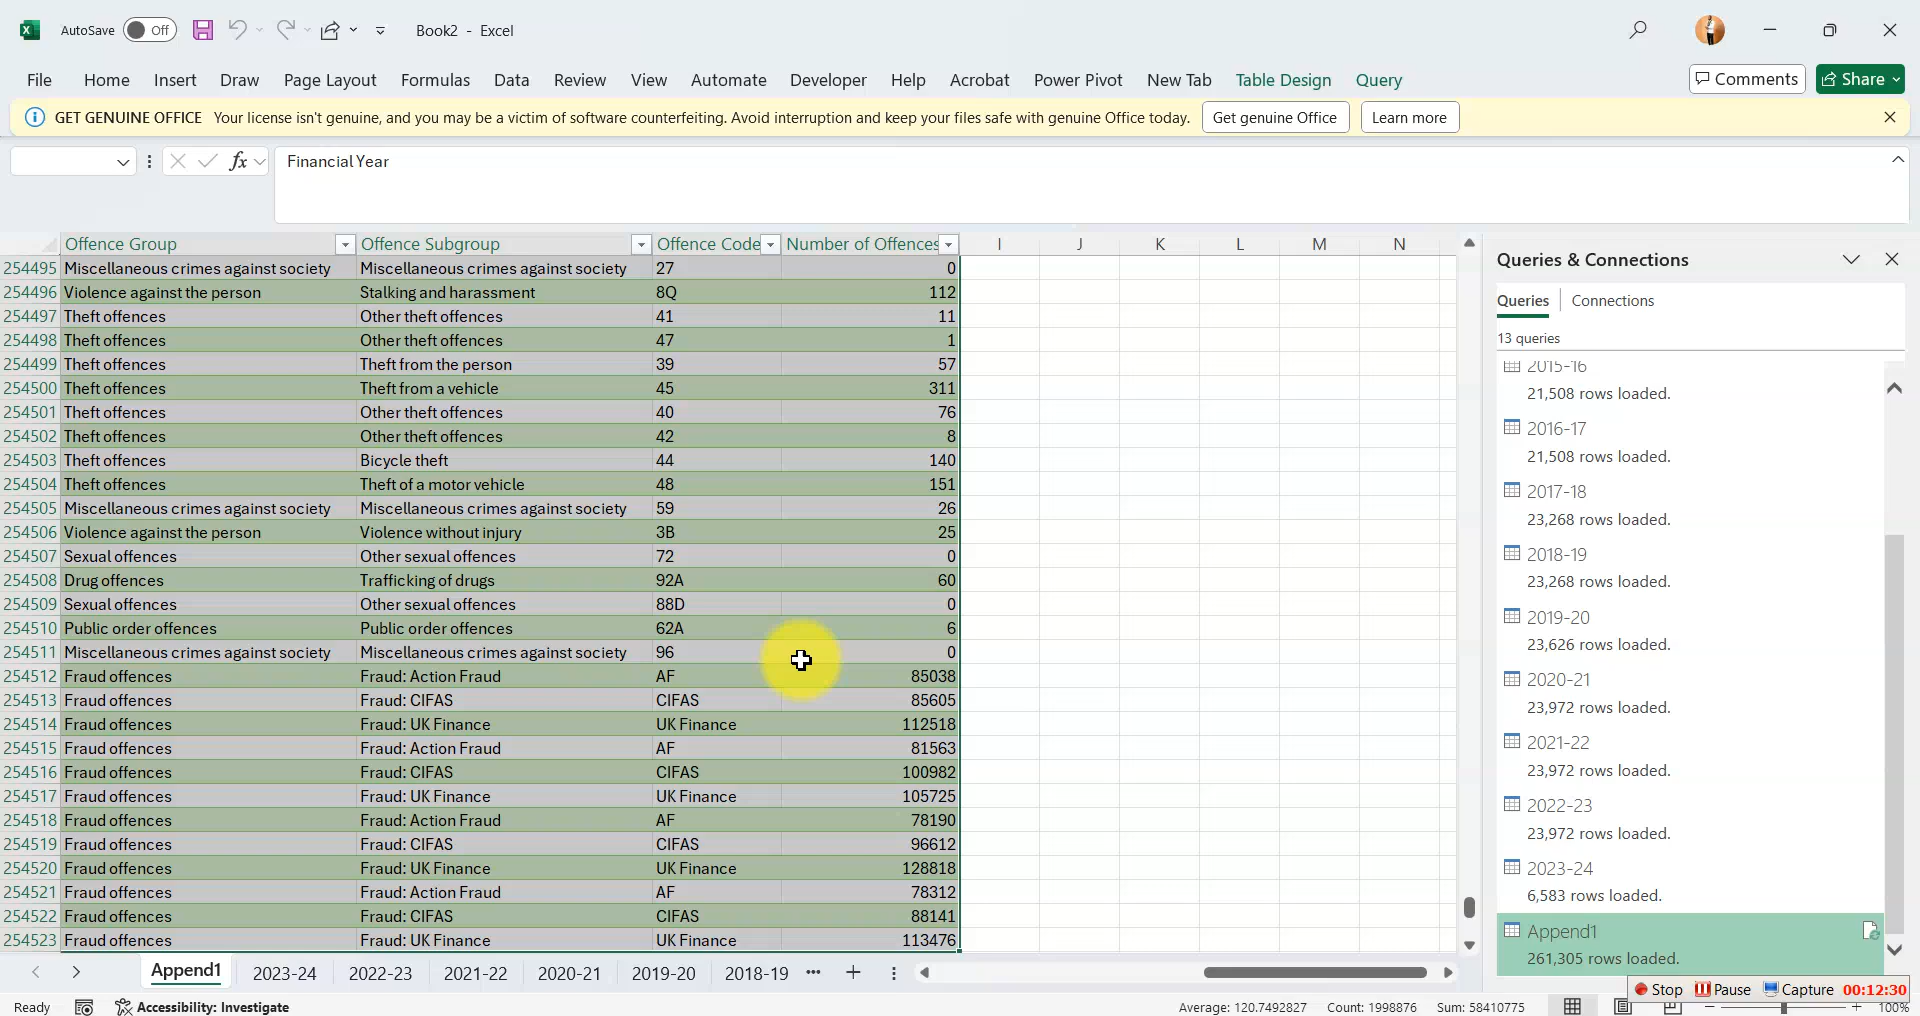 AutoSave Off Book2 - Excel
File Home Insert Draw Page Layout Formulas Data Review View Automate Developer Help Acrobat Power Pivot New Tab Table Design Query Comments Share
GET GENUINE OFFICE Your license isn't genuine, and you may be a victim of software counterfeiting. Avoid interruption and keep your files safe with genuine Office today. Get genuine Office Learn more
fx Financial Year
Offence Group Offence Subgroup Offence Code Number of Offences I J K L M N
254495 Miscellaneous crimes against society Miscellaneous crimes against society 27 0
254496 Violence against the person Stalking and harassment 8Q 112
254497 Theft offences Other theft offences 41 11
254498 Theft offences Other theft offences 47 1
254499 Theft offences Theft from the person 39 57
254500 Theft offences Theft from a vehicle 45 311
254501 Theft offences Other theft offences 40 76
254502 Theft offences Other theft offences 42 8
254503 Theft offences Bicycle theft 44 140
254504 Theft offences Theft of a motor vehicle 48 151
254505 Miscellaneous crimes against society Miscellaneous crimes against society 59 26
254506 Violence against the person Violence without injury 3B 25
254507 Sexual offences Other sexual offences 72 0
254508 Drug offences Trafficking of drugs 92A 60
254509 Sexual offences Other sexual offences 88D 0
254510 Public order offences Public order offences 62A 6
254511 Miscellaneous crimes against society Miscellaneous crimes against society 96 0
254512 Fraud offences Fraud: Action Fraud AF 85038
254513 Fraud offences Fraud: CIFAS CIFAS 85605
254514 Fraud offences Fraud: UK Finance UK Finance 112518
254515 Fraud offences Fraud: Action Fraud AF 81563
254516 Fraud offences Fraud: CIFAS CIFAS 100982
254517 Fraud offences Fraud: UK Finance UK Finance 105725
254518 Fraud offences Fraud: Action Fraud AF 78190
254519 Fraud offences Fraud: CIFAS CIFAS 96612
254520 Fraud offences Fraud: UK Finance UK Finance 128818
254521 Fraud offences Fraud: Action Fraud AF 78312
254522 Fraud offences Fraud: CIFAS CIFAS 88141
254523 Fraud offences Fraud: UK Finance UK Finance 113476
Queries & Connections
Queries Connections
13 queries
2015-16
21,508 rows loaded.
2016-17
21,508 rows loaded.
2017-18
23,268 rows loaded.
2018-19
23,268 rows loaded.
2019-20
23,626 rows loaded.
2020-21
23,972 rows loaded.
2021-22
23,972 rows loaded.
2022-23
23,972 rows loaded.
2023-24
6,583 rows loaded.
Append1
261,305 rows loaded.
Append1 2023-24 2022-23 2021-22 2020-21 2019-20 2018-19 ...
Stop Pause Capture 00:12:30
Ready Accessibility: Investigate Average: 120.7492827 Count: 1998876 Sum: 58410775 100%